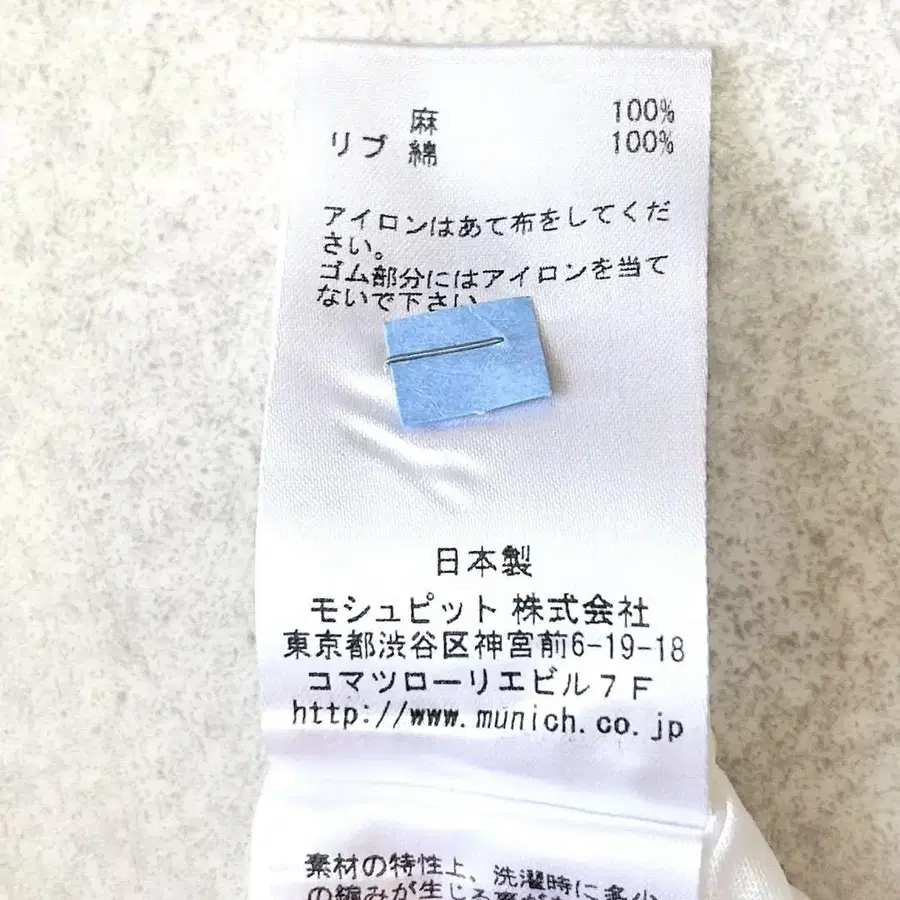 麻 100%
リブ 綿 100%
アイロンはあて布をしてくだ
さい。
ゴム部分にはアイロンを当て
ないで下さい
日本製
モシュピット 株式会社
東京都渋谷区神宮前6-19-18
コマツローリエビル7F
http://www.munich.co.jp
素材の特性上、洗濯時に多少
の縮みが生じる事が